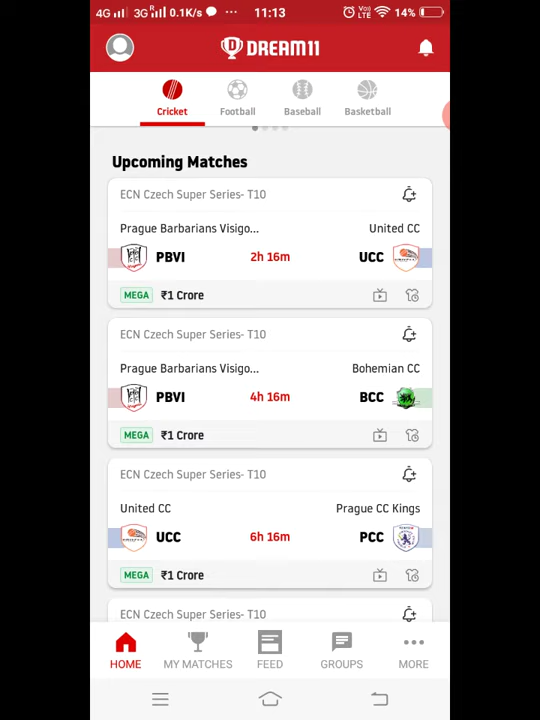 4G 3G R 0.1K/s ... 11:13 Vo) LTE 14%
DREAM11
Cricket Football Baseball Basketball
Upcoming Matches
ECN Czech Super Series- T10
Prague Barbarians Visigo... United CC
PBVI 2h 16m UCC
MEGA ₹1 Crore
ECN Czech Super Series- T10
Prague Barbarians Visigo... Bohemian CC
PBVI 4h 16m BCC
MEGA ₹1 Crore
ECN Czech Super Series- T10
United CC Prague CC Kings
UCC 6h 16m PCC
MEGA ₹1 Crore
ECN Czech Super Series- T10
HOME MY MATCHES FEED GROUPS MORE